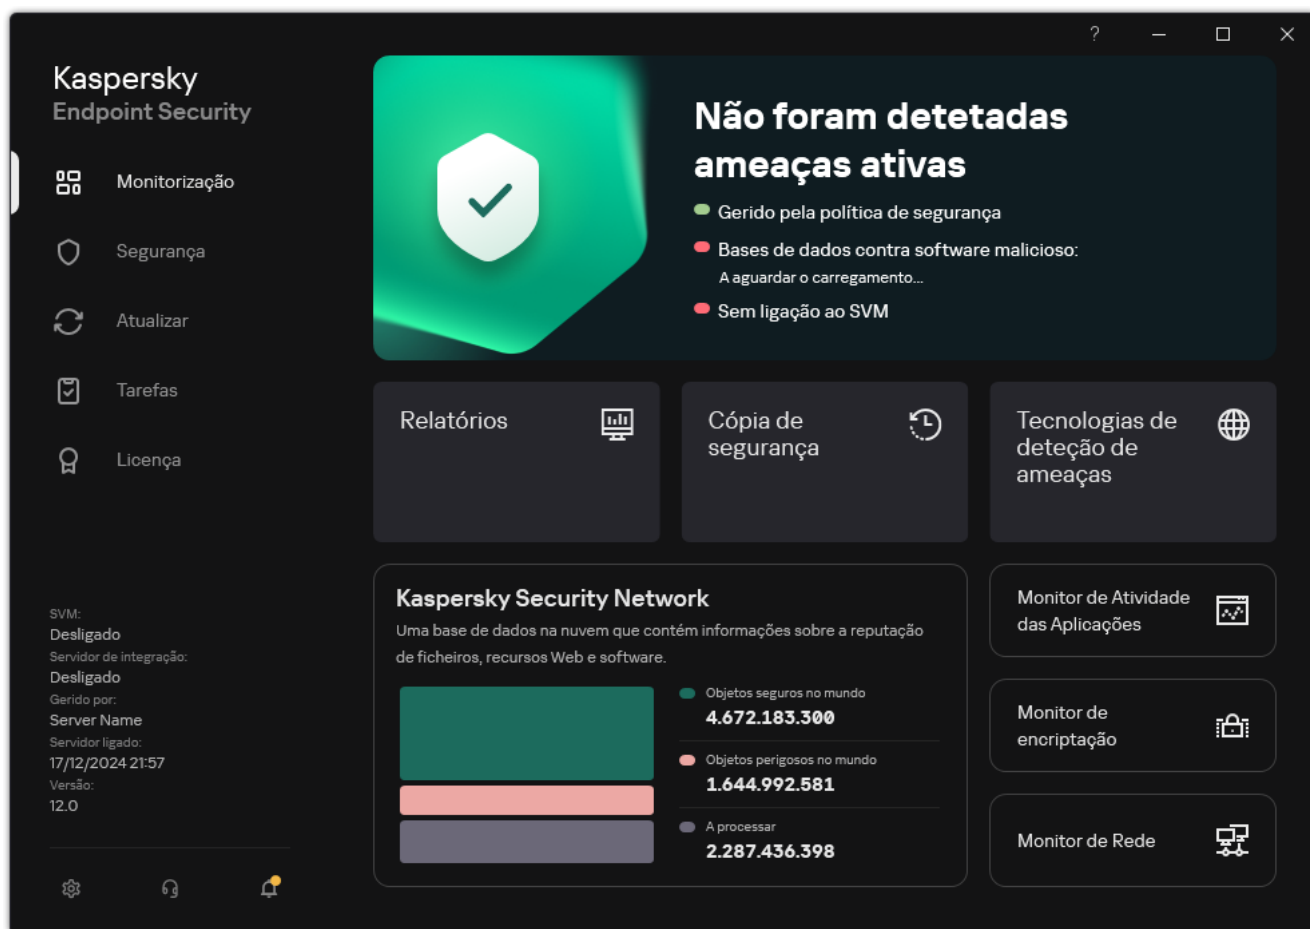 ?
Kaspersky
Endpoint Security
Monitorização
Segurança
Atualizar
Tarefas
Licença
SVM:
Desligado
Servidor de integração:
Desligado
Gerido por:
Server Name
Servidor ligado:
17/12/2024 21:57
Versão:
12.0
Não foram detetadas
ameaças ativas
Gerido pela política de segurança
Bases de dados contra software malicioso:
A aguardar o carregamento...
Sem ligação ao SVM
Relatórios
Cópia de
segurança
Tecnologias de
deteção de
ameaças
Kaspersky Security Network
Uma base de dados na nuvem que contém informações sobre a reputação
de ficheiros, recursos Web e software.
Objetos seguros no mundo
4.672.183.300
Objetos perigosos no mundo
1.644.992.581
A processar
2.287.436.398
Monitor de Atividade
das Aplicações
Monitor de
encriptação
Monitor de Rede